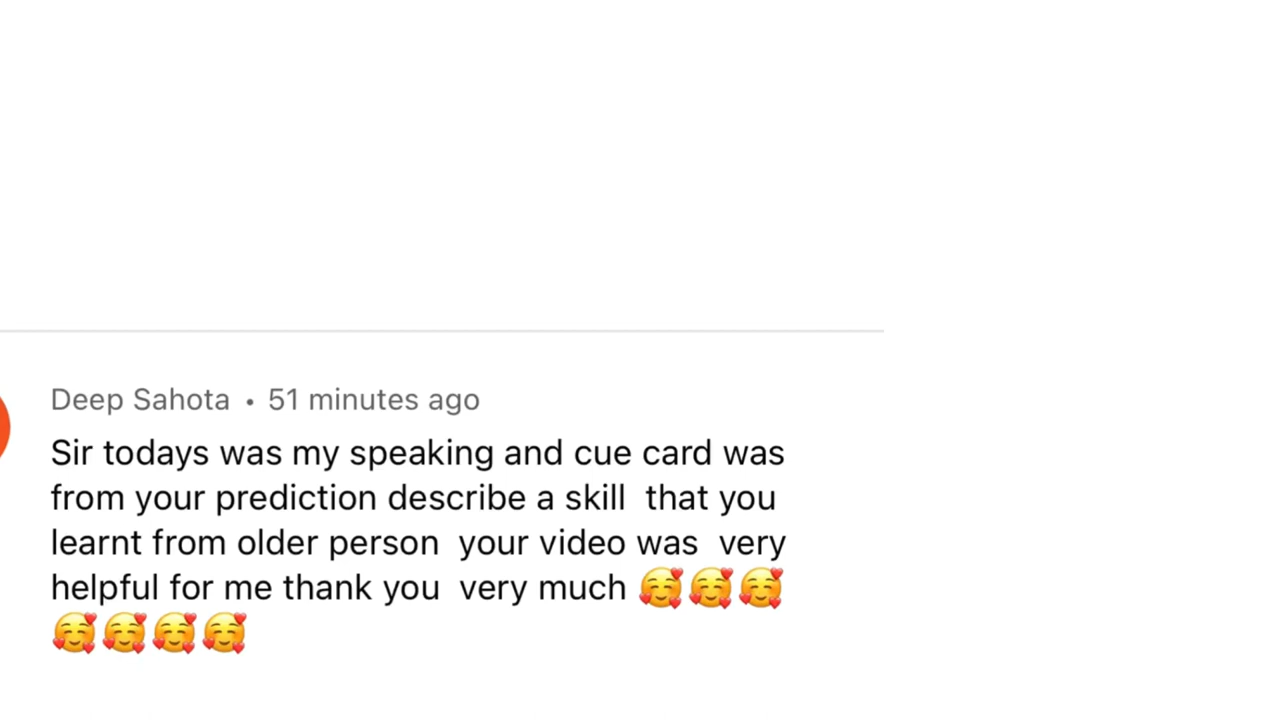 Deep Sahota • 51 minutes ago
Sir todays was my speaking and cue card was
from your prediction describe a skill  that you
learnt from older person  your video was  very
helpful for me thank you  very much 🥰🥰🥰
🥰🥰🥰🥰